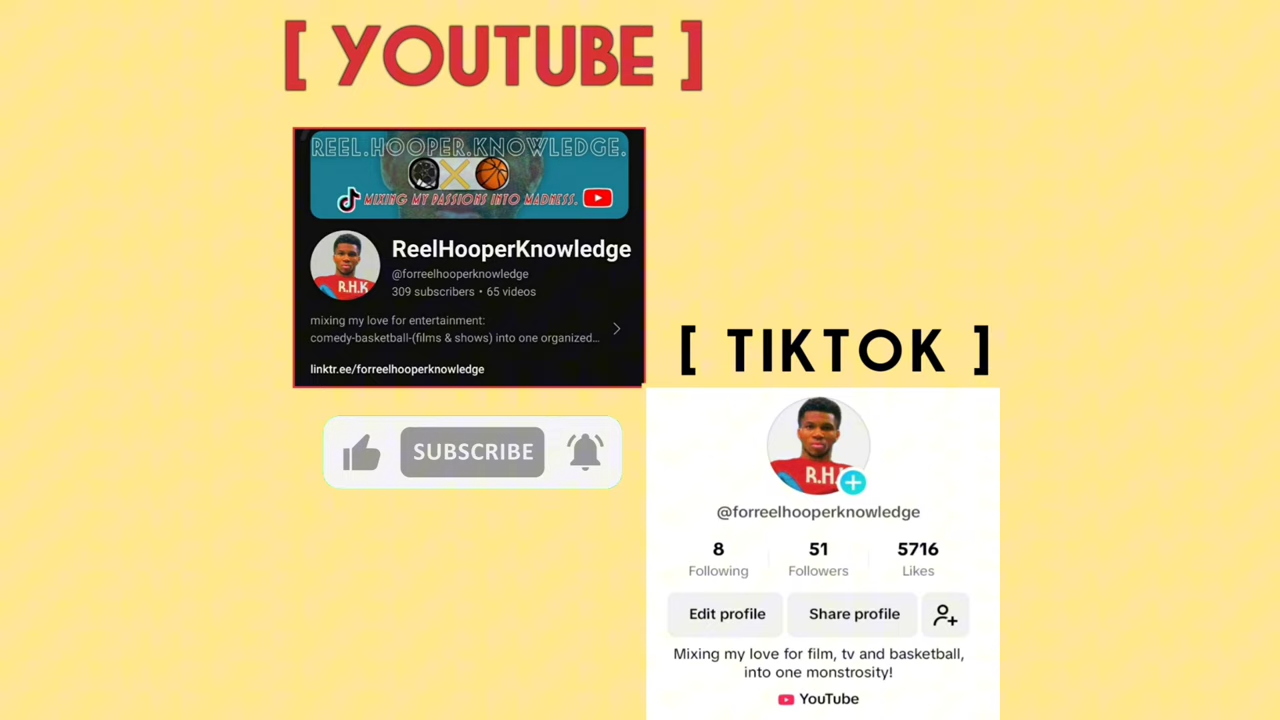 [ YOUTUBE ]
REEL.HOOPER.KNOWLEDGE.
MIXING MY PASSIONS INTO MADNESS.
R.H.K
ReelHooperKnowledge
@forreelhooperknowledge
309 subscribers • 65 videos
mixing my love for entertainment:
comedy-basketball-(films & shows) into one organized...
linktr.ee/forreelhooperknowledge
SUBSCRIBE
[ TIKTOK ]
R.H.
@forreelhooperknowledge
8 51 5716
Following Followers Likes
Edit profile Share profile
Mixing my love for film, tv and basketball,
into one monstrosity!
YouTube